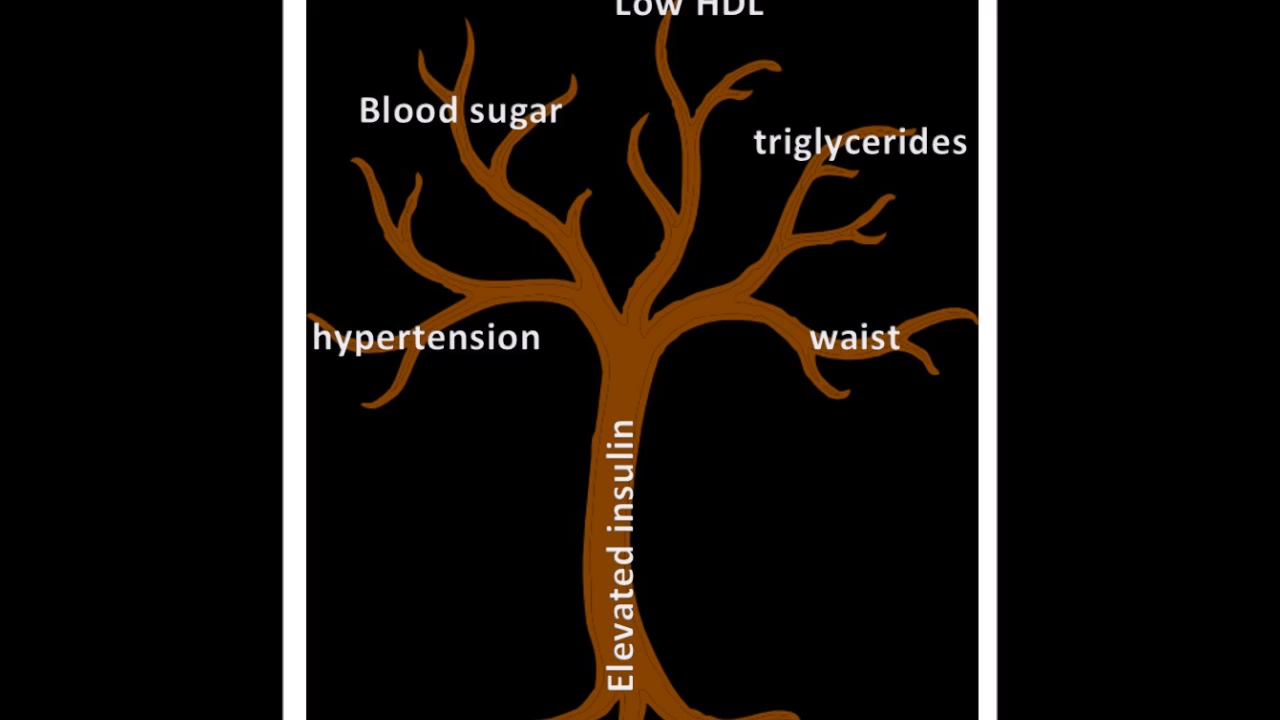 Low HDL
Blood sugar
triglycerides
hypertension
waist
Elevated insulin